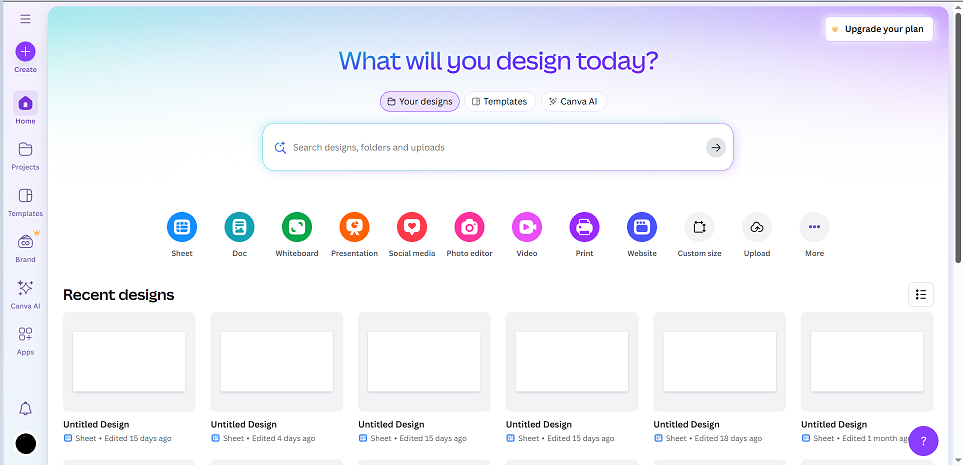 Upgrade your plan
Create
Home
Projects
Templates
Brand
Canva AI
Apps
What will you design today?
Your designs
Templates
Canva AI
Search designs, folders and uploads
Sheet
Doc
Whiteboard
Presentation
Social media
Photo editor
Video
Print
Website
Custom size
Upload
More
Recent designs
Untitled Design
Sheet • Edited 15 days ago
Untitled Design
Sheet • Edited 4 days ago
Untitled Design
Sheet • Edited 15 days ago
Untitled Design
Sheet • Edited 15 days ago
Untitled Design
Sheet • Edited 18 days ago
Untitled Design
Sheet • Edited 1 month ago
?